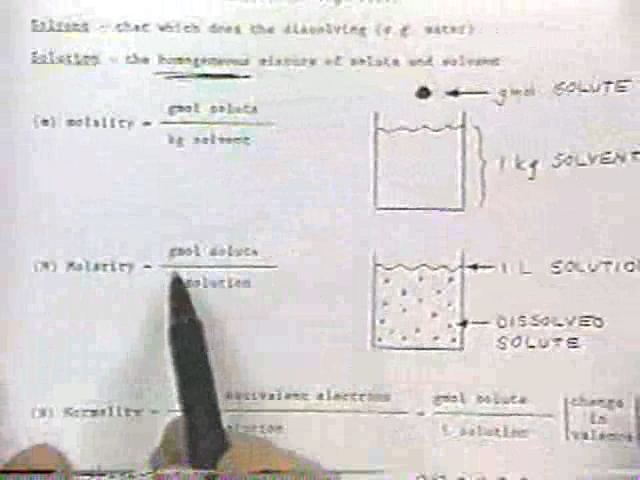 Solvent - that which does the dissolving (e.g. water)
Solution - the homogeneous mixture of solute and solvent
gmol SOLUTE
(m) molality = gmol solute
kg solvent
1 kg SOLVENT
(M) Molarity = gmol solute
solution
1 L SOLUTIO
DISSOLVED
SOLUTE
(N) Normality = equivalent electrons = gmol solute
L solution
change
in
valence